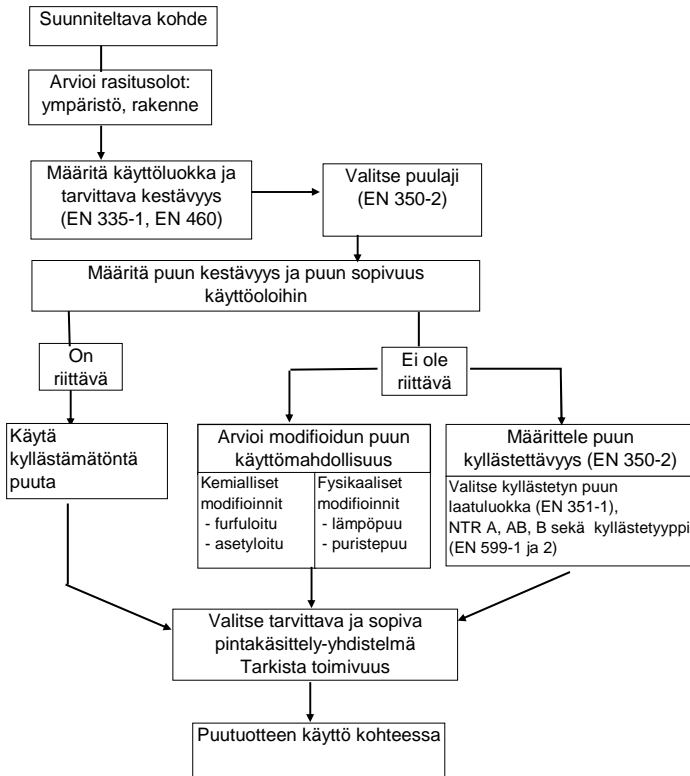 Suunniteltava kohde
Arvioi rasitusolot:
ympäristö, rakenne
Määritä käyttöluokka ja
tarvittava kestävyys
(EN 335-1, EN 460)
Valitse puulaji
(EN 350-2)
Määritä puun kestävyys ja puun sopivuus
käyttöoloihin
On
riittävä
Ei ole
riittävä
Käytä
kyllästämätöntä
puuta
Arvioi modifioidun puun
käyttömahdollisuus
Kemialliset
modifioinnit
- furfuloitu
- asetyloitu
Fysikaaliset
modifioinnit
- lämpöpuu
- puristepuu
Määrittele puun
kyllästettävyys (EN 350-2)
Valitse kyllästetyn puun
laatuluokka (EN 351-1),
NTR A, AB, B sekä kyllästetyyppi
(EN 599-1 ja 2)
Valitse tarvittava ja sopiva
pintakäsittely-yhdistelmä
Tarkista toimivuus
Puutuotteen käyttö kohteessa